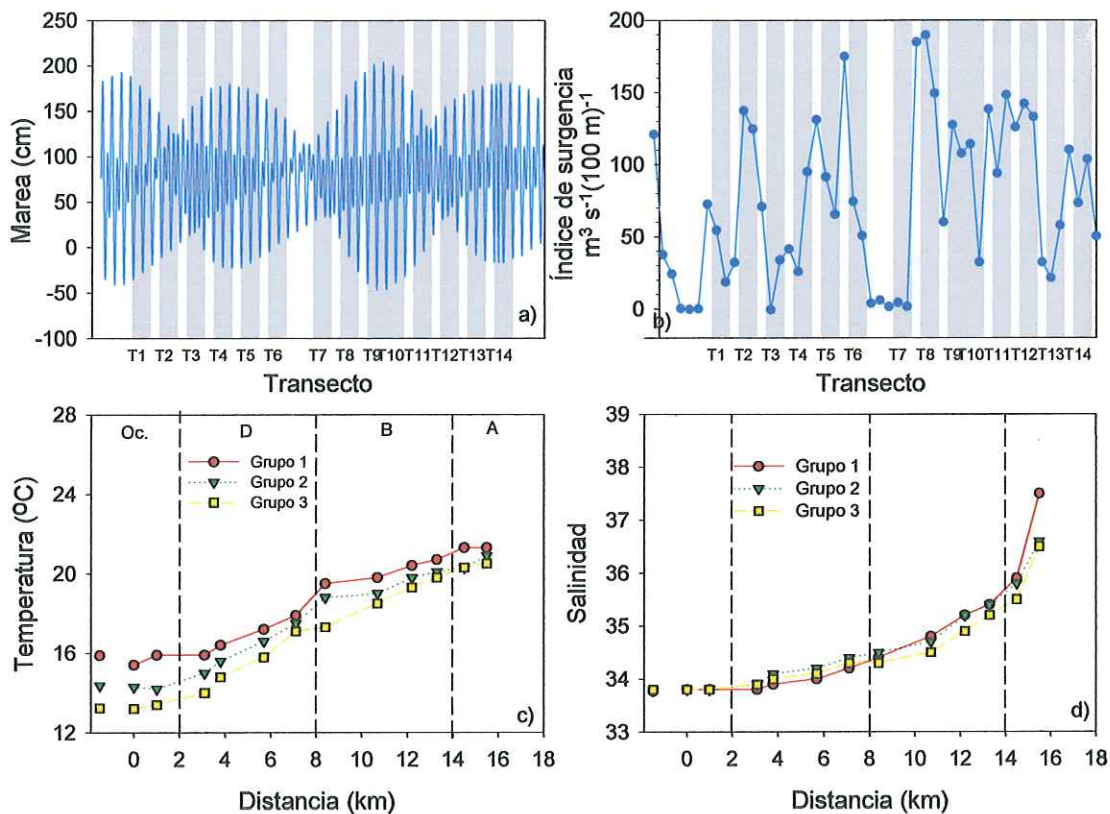 250
200
150
100
50
0
-50
-100
Marea (cm)
a)
T1 T2 T3 T4 T5 T6 T7 T8 T9 T10 T11 T12 T13 T14
Transecto
200
150
100
50
0
Índice de surgencia
m³ s⁻¹(100 m)⁻¹
b)
T1 T2 T3 T4 T5 T6 T7 T8 T9 T10 T11 T12 T13 T14
Transecto
28
24
20
16
12
Temperatura (ºC)
Oc. D B A
Grupo 1
Grupo 2
Grupo 3
c)
0 2 4 6 8 10 12 14 16 18
Distancia (km)
39
38
37
36
35
34
33
Salinidad
Grupo 1
Grupo 2
Grupo 3
d)
0 2 4 6 8 10 12 14 16 18
Distancia (km)